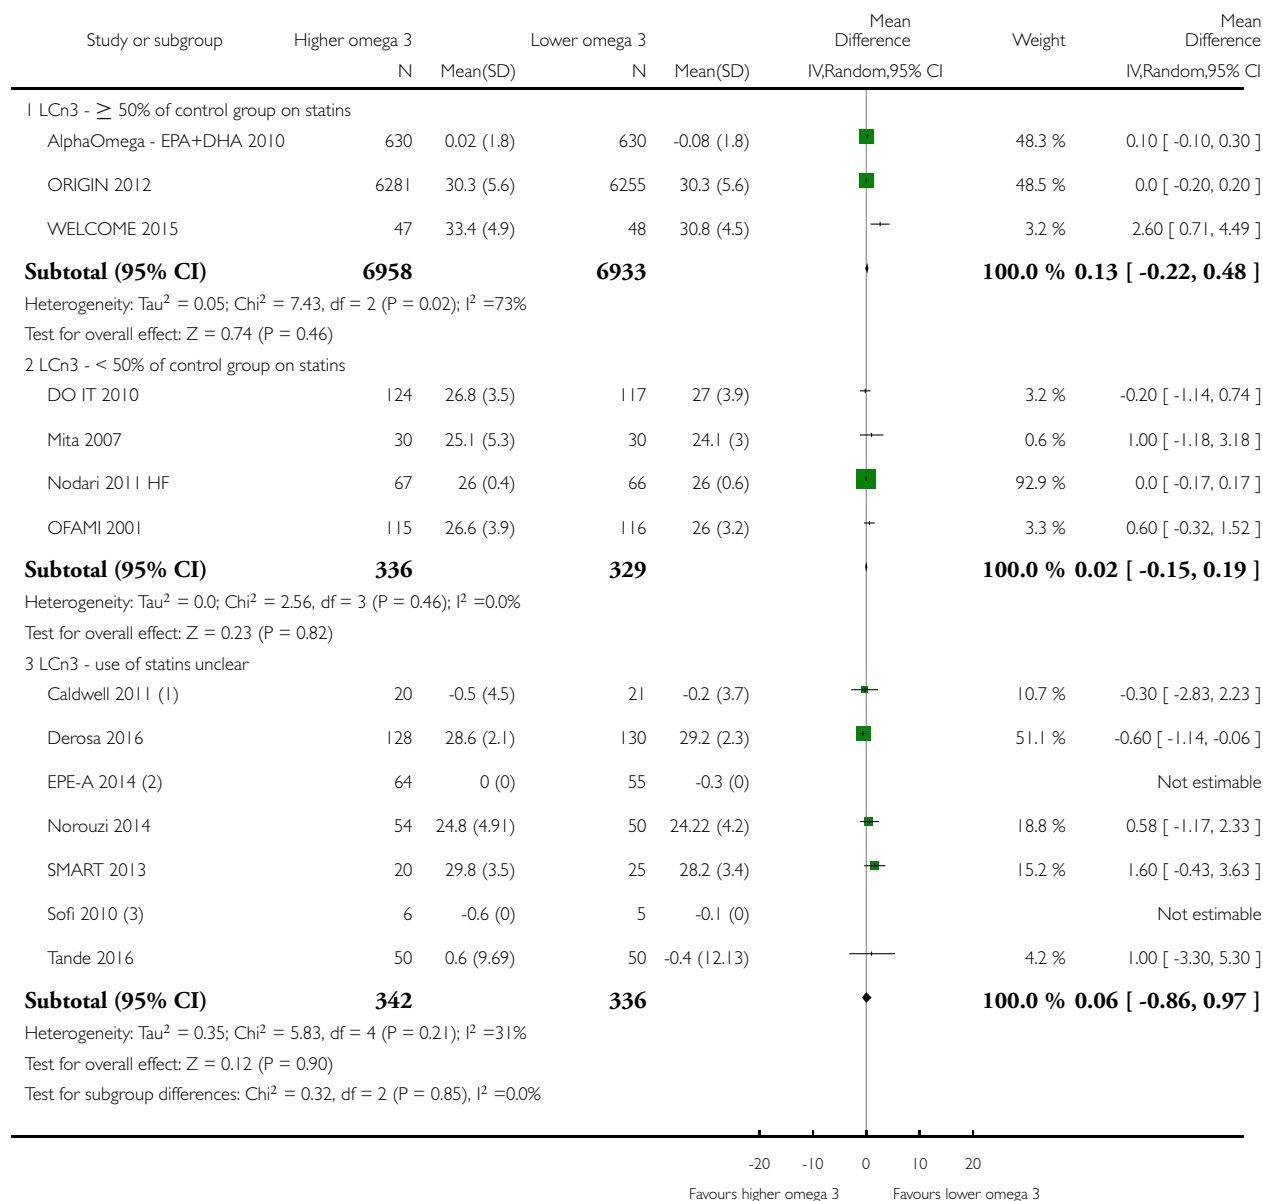 Study or subgroup Higher omega 3 Lower omega 3 Mean Difference Weight Mean Difference
N Mean(SD) N Mean(SD) IV,Random,95% CI IV,Random,95% CI
1 LCn3 - ≥ 50% of control group on statins
AlphaOmega - EPA+DHA 2010 630 0.02 (1.8) 630 -0.08 (1.8) 48.3 % 0.10 [ -0.10, 0.30 ]
ORIGIN 2012 6281 30.3 (5.6) 6255 30.3 (5.6) 48.5 % 0.0 [ -0.20, 0.20 ]
WELCOME 2015 47 33.4 (4.9) 48 30.8 (4.5) 3.2 % 2.60 [ 0.71, 4.49 ]
Subtotal (95% CI) 6958 6933 100.0 % 0.13 [ -0.22, 0.48 ]
Heterogeneity: Tau² = 0.05; Chi² = 7.43, df = 2 (P = 0.02); I² =73%
Test for overall effect: Z = 0.74 (P = 0.46)
2 LCn3 - < 50% of control group on statins
DO IT 2010 124 26.8 (3.5) 117 27 (3.9) 3.2 % -0.20 [ -1.14, 0.74 ]
Mita 2007 30 25.1 (5.3) 30 24.1 (3) 0.6 % 1.00 [ -1.18, 3.18 ]
Nodari 2011 HF 67 26 (0.4) 66 26 (0.6) 92.9 % 0.0 [ -0.17, 0.17 ]
OFAMI 2001 115 26.6 (3.9) 116 26 (3.2) 3.3 % 0.60 [ -0.32, 1.52 ]
Subtotal (95% CI) 336 329 100.0 % 0.02 [ -0.15, 0.19 ]
Heterogeneity: Tau² = 0.0; Chi² = 2.56, df = 3 (P = 0.46); I² =0.0%
Test for overall effect: Z = 0.23 (P = 0.82)
3 LCn3 - use of statins unclear
Caldwell 2011 (1) 20 -0.5 (4.5) 21 -0.2 (3.7) 10.7 % -0.30 [ -2.83, 2.23 ]
Derosa 2016 128 28.6 (2.1) 130 29.2 (2.3) 51.1 % -0.60 [ -1.14, -0.06 ]
EPE-A 2014 (2) 64 0 (0) 55 -0.3 (0) Not estimable
Norouzi 2014 54 24.8 (4.91) 50 24.22 (4.2) 18.8 % 0.58 [ -1.17, 2.33 ]
SMART 2013 20 29.8 (3.5) 25 28.2 (3.4) 15.2 % 1.60 [ -0.43, 3.63 ]
Sofi 2010 (3) 6 -0.6 (0) 5 -0.1 (0) Not estimable
Tande 2016 50 0.6 (9.69) 50 -0.4 (12.13) 4.2 % 1.00 [ -3.30, 5.30 ]
Subtotal (95% CI) 342 336 100.0 % 0.06 [ -0.86, 0.97 ]
Heterogeneity: Tau² = 0.35; Chi² = 5.83, df = 4 (P = 0.21); I² =31%
Test for overall effect: Z = 0.12 (P = 0.90)
Test for subgroup differences: Chi² = 0.32, df = 2 (P = 0.85), I² =0.0%
-20 -10 0 10 20
Favours higher omega 3 Favours lower omega 3